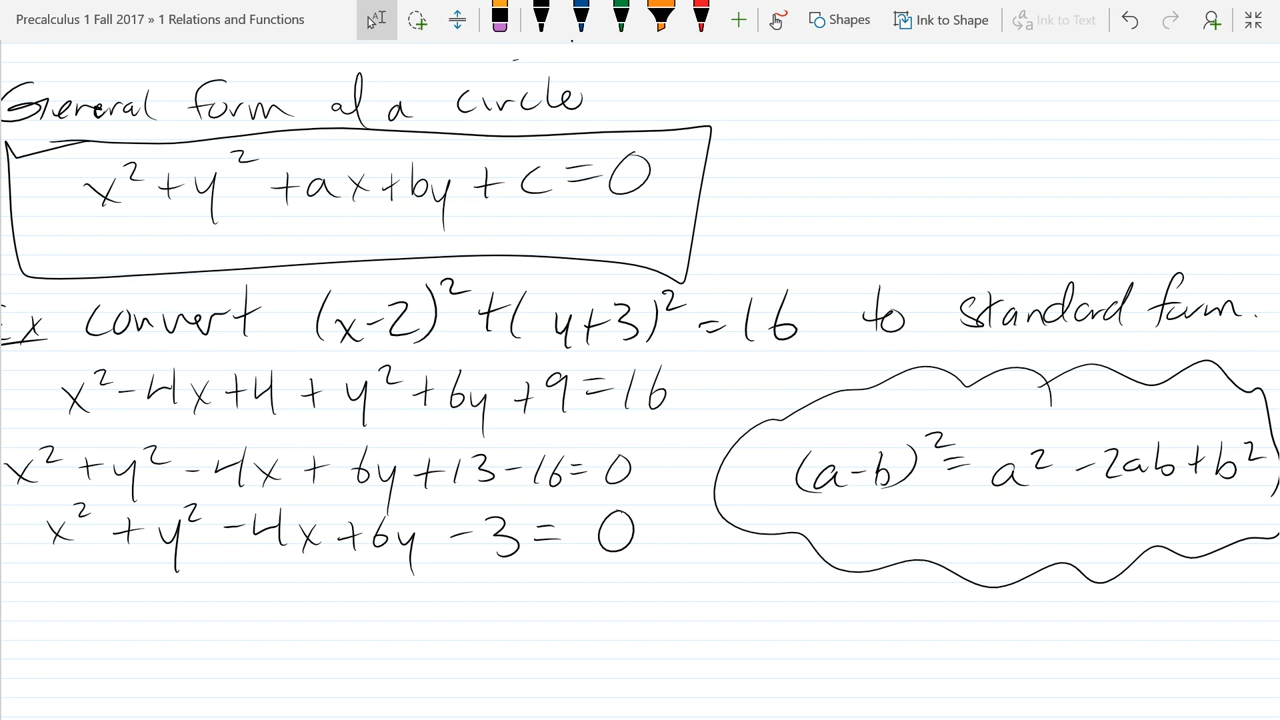 Precalculus 1 Fall 2017 » 1 Relations and Functions
Shapes
Ink to Shape
Ink to Text
General form of a circle
x² + y² + ax + by + c = 0
Ex convert (x-2)² + (y+3)² = 16 to standard form.
x² - 4x + 4 + y² + 6y + 9 = 16
x² + y² - 4x + 6y + 13 - 16 = 0
x² + y² - 4x + 6y - 3 = 0
(a-b)² = a² - 2ab + b²